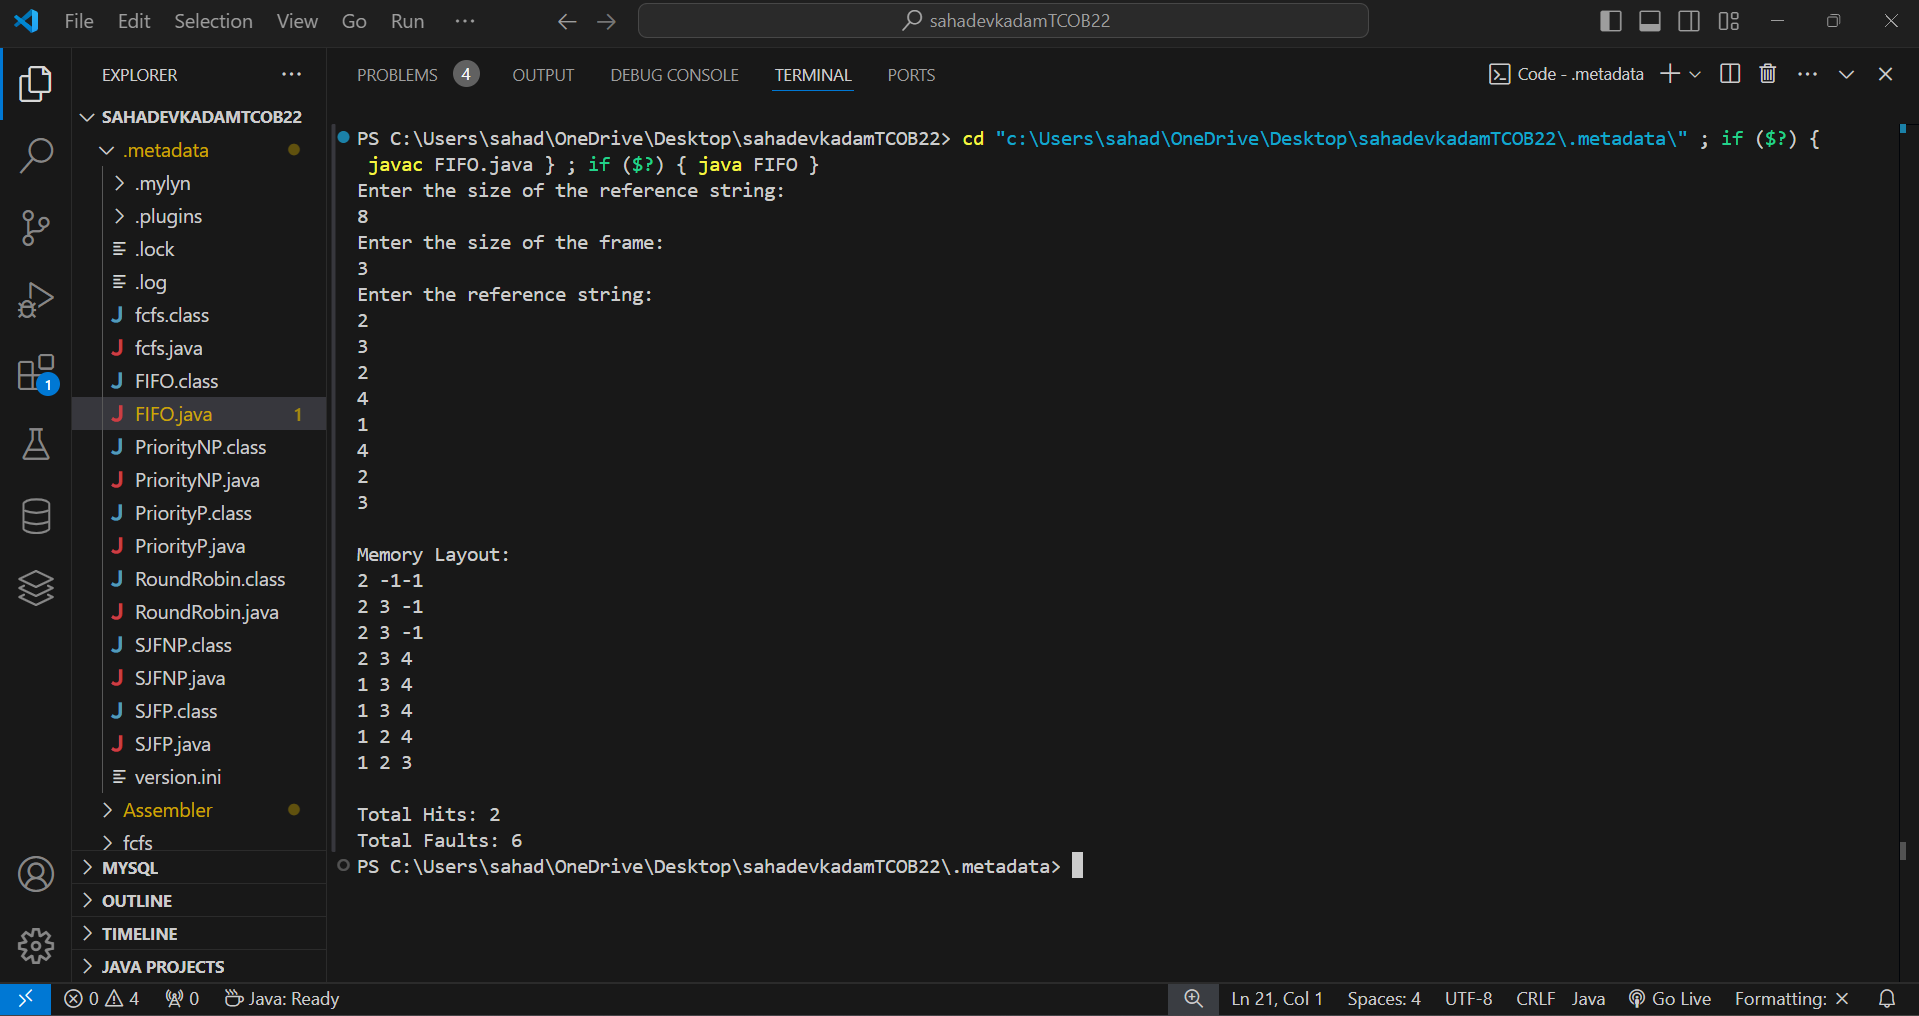 File Edit Selection View Go Run ··· sahadevkadamTCOB22
EXPLORER ···
SAHADEVKADAMTCOB22
.metadata
.mylyn
.plugins
.lock
.log
fcfs.class
fcfs.java
FIFO.class
FIFO.java 1
PriorityNP.class
PriorityNP.java
PriorityP.class
PriorityP.java
RoundRobin.class
RoundRobin.java
SJFNP.class
SJFNP.java
SJFP.class
SJFP.java
version.ini
Assembler
fcfs
MYSQL
OUTLINE
TIMELINE
JAVA PROJECTS
1
PROBLEMS 4 OUTPUT DEBUG CONSOLE TERMINAL PORTS Code - .metadata
PS C:\Users\sahad\OneDrive\Desktop\sahadevkadamTCOB22> cd "c:\Users\sahad\OneDrive\Desktop\sahadevkadamTCOB22\.metadata\" ; if ($?) {
javac FIFO.java } ; if ($?) { java FIFO }
Enter the size of the reference string:
8
Enter the size of the frame:
3
Enter the reference string:
2
3
2
4
1
4
2
3
Memory Layout:
2 -1-1
2 3 -1
2 3 -1
2 3 4
1 3 4
1 3 4
1 2 4
1 2 3
Total Hits: 2
Total Faults: 6
PS C:\Users\sahad\OneDrive\Desktop\sahadevkadamTCOB22\.metadata>
0 4 0 Java: Ready Ln 21, Col 1 Spaces: 4 UTF-8 CRLF Java Go Live Formatting: ×